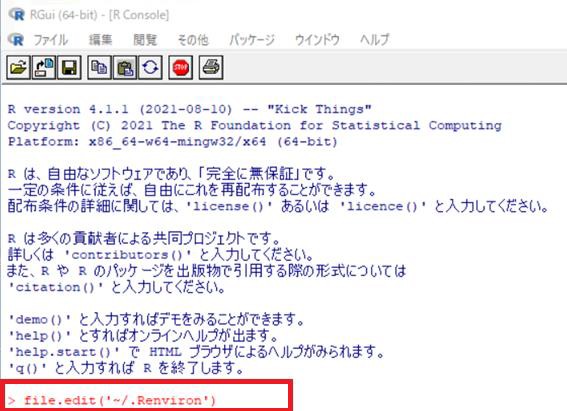 RGui (64-bit) - [R Console]
ファイル 編集 閲覧 その他 パッケージ ウインドウ ヘルプ
STOP
R version 4.1.1 (2021-08-10) -- "Kick Things"
Copyright (C) 2021 The R Foundation for Statistical Computing
Platform: x86_64-w64-mingw32/x64 (64-bit)
R は、自由なソフトウェアであり、「完全に無保証」です。
一定の条件に従えば、自由にこれを再配布することができます。
配布条件の詳細に関しては、'license()' あるいは 'licence()' と入力してください。
R は多くの貢献者による共同プロジェクトです。
詳しくは 'contributors()' と入力してください。
また、R や R のパッケージを出版物で引用する際の形式については
'citation()' と入力してください。
'demo()' と入力すればデモをみることができます。
'help()' とすればオンラインヘルプが出ます。
'help.start()' で HTML ブラウザによるヘルプがみられます。
'q()' と入力すれば R を終了します。
> file.edit('~/.Renviron')